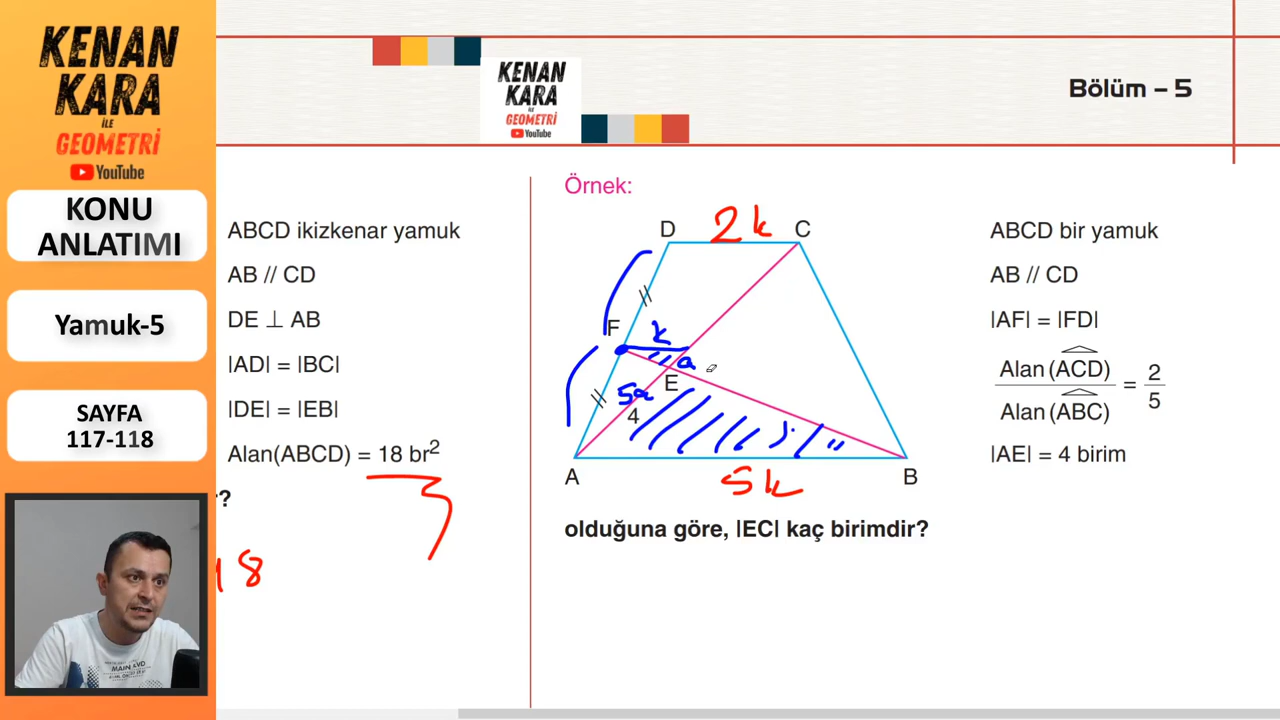 KENAN
KARA
İLE
GEOMETRİ
YouTube
KONU
ANLATIMI
Yamuk-5
SAYFA
117-118
KENAN
KARA
ile
GEOMETRİ
YouTube
Bölüm – 5
ABCD ikizkenar yamuk
AB // CD
DE ⊥ AB
|AD| = |BC|
|DE| = |EB|
Alan(ABCD) = 18 br²
r?
18
Örnek:
2k
D
C
F
k
a
E
5a
4
A
B
5k
ABCD bir yamuk
AB // CD
|AF| = |FD|
Alan (ACD) / Alan (ABC) = 2/5
|AE| = 4 birim
olduğuna göre, |EC| kaç birimdir?